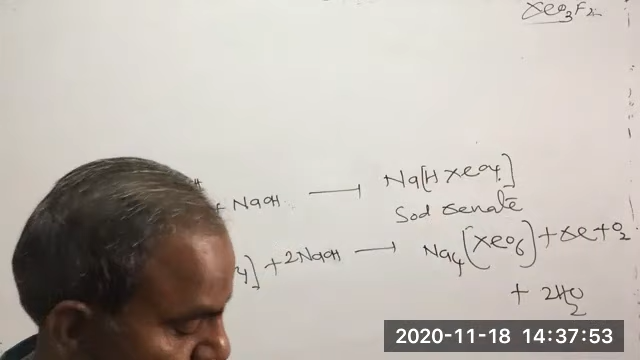 XeO3F2
+ NaOH → Na[HXeO4]
Sod xenate
4] + 2NaOH → Na4[XeO6] + Xe + O2
+ 2H2O
2020-11-18 14:37:53